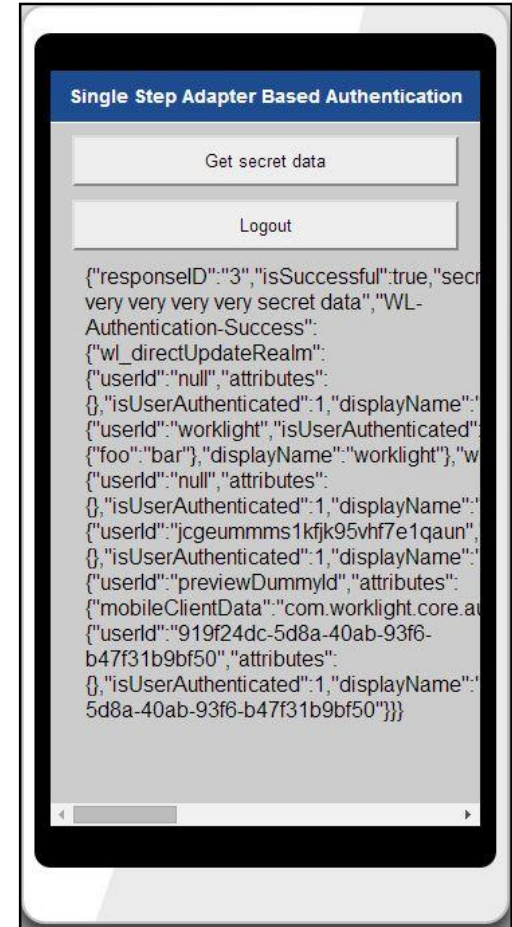 Single Step Adapter Based Authentication
Get secret data
Logout
{"responseID":"3","isSuccessful":true,"secr
very very very very secret data","WL-
Authentication-Success":
{"wl_directUpdateRealm":
{"userId":"null","attributes":
{},"isUserAuthenticated":1,"displayName":"
{"userId":"worklight","isUserAuthenticated":
{"foo":"bar"},"displayName":"worklight"},"w
{"userId":"null","attributes":
{},"isUserAuthenticated":1,"displayName":"
{"userId":"jcgeummms1kfjk95vhf7e1qaun",
{},"isUserAuthenticated":1,"displayName":"
{"userId":"previewDummyId","attributes":
{"mobileClientData":"com.worklight.core.au
{"userId":"919f24dc-5d8a-40ab-93f6-
b47f31b9bf50","attributes":
{},"isUserAuthenticated":1,"displayName":"
5d8a-40ab-93f6-b47f31b9bf50"}}}